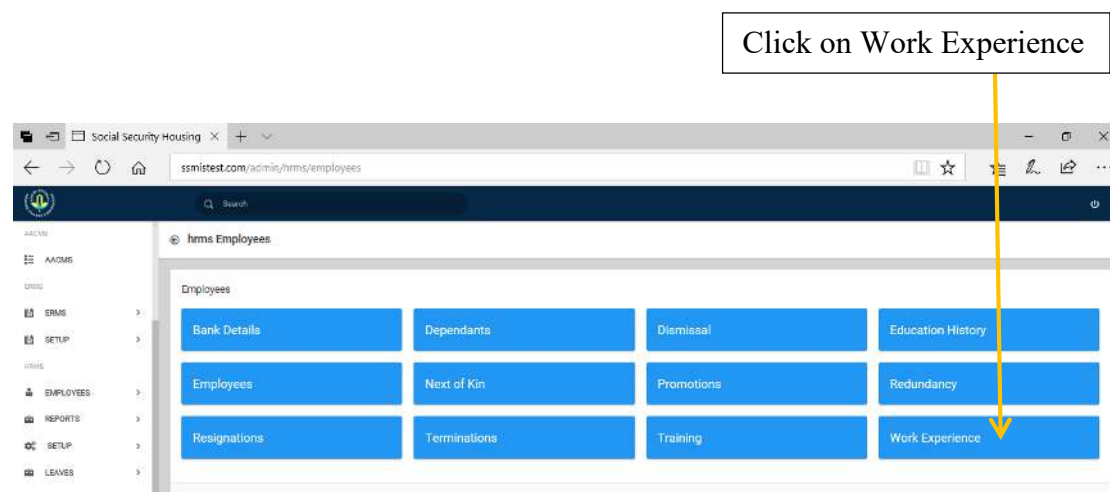 Click on Work Experience
Social Security Housing
ssmistest.com/admin/hrms/employees
Search
AACMS
hrms Employees
AACMS
ERMS
Employees
ERMS
SETUP
Bank Details Dependants Dismissal Education History
HRMS
EMPLOYEES
Employees Next of Kin Promotions Redundancy
REPORTS
SETUP
Resignations Terminations Training Work Experience
LEAVES